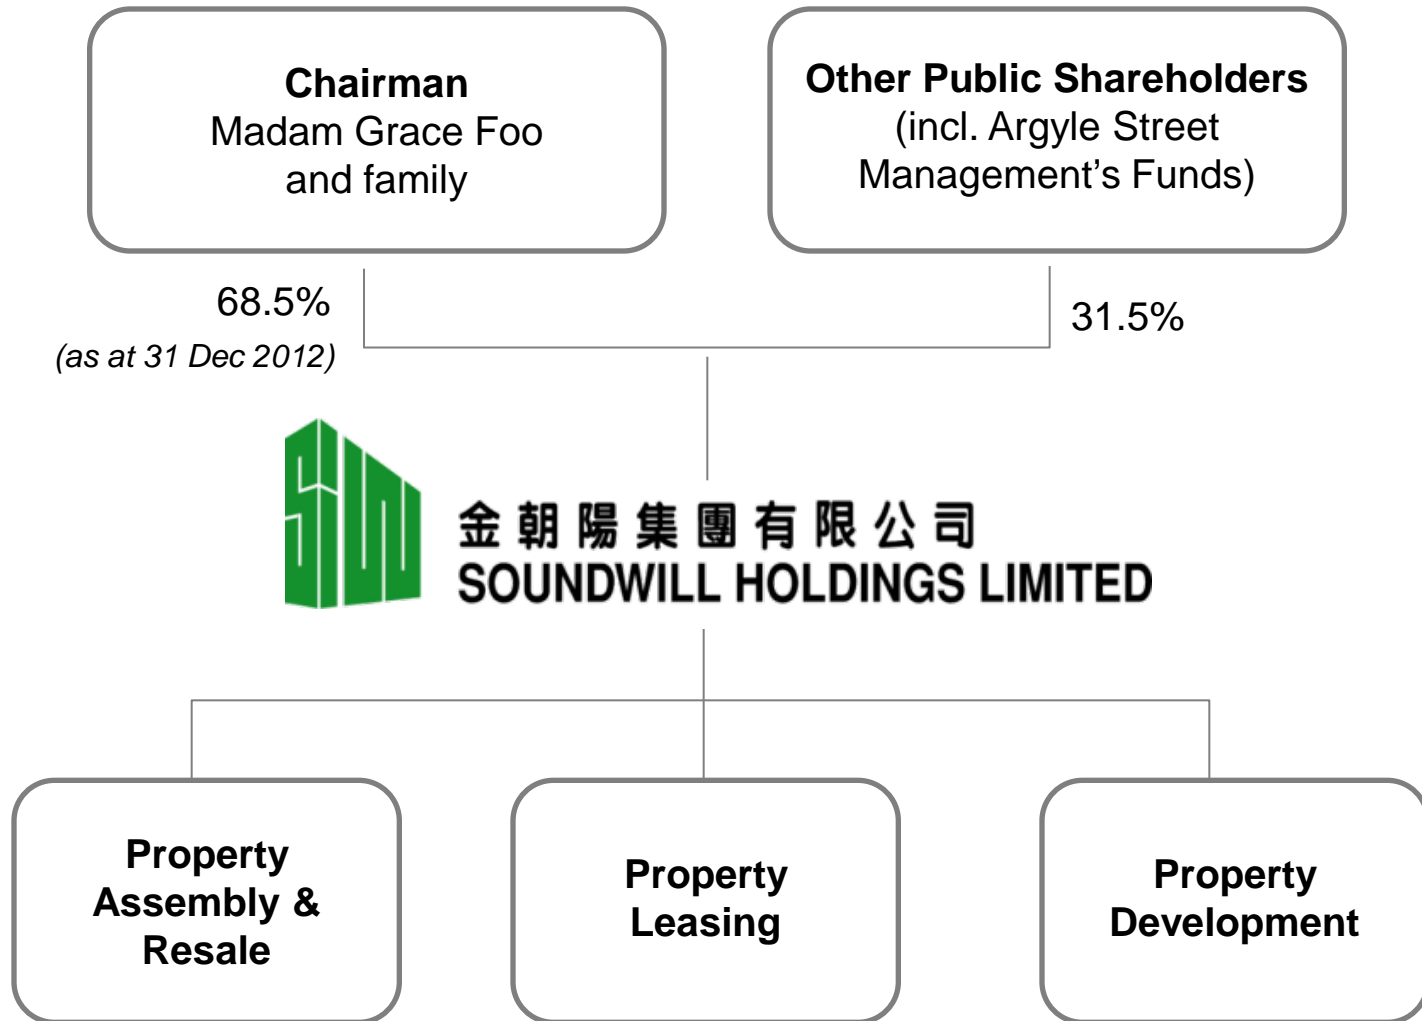 Chairman
Madam Grace Foo
and family
Other Public Shareholders
(incl. Argyle Street
Management’s Funds)
68.5%
(as at 31 Dec 2012)
31.5%
金朝陽集團有限公司
SOUNDWILL HOLDINGS LIMITED
Property
Assembly &
Resale
Property
Leasing
Property
Development